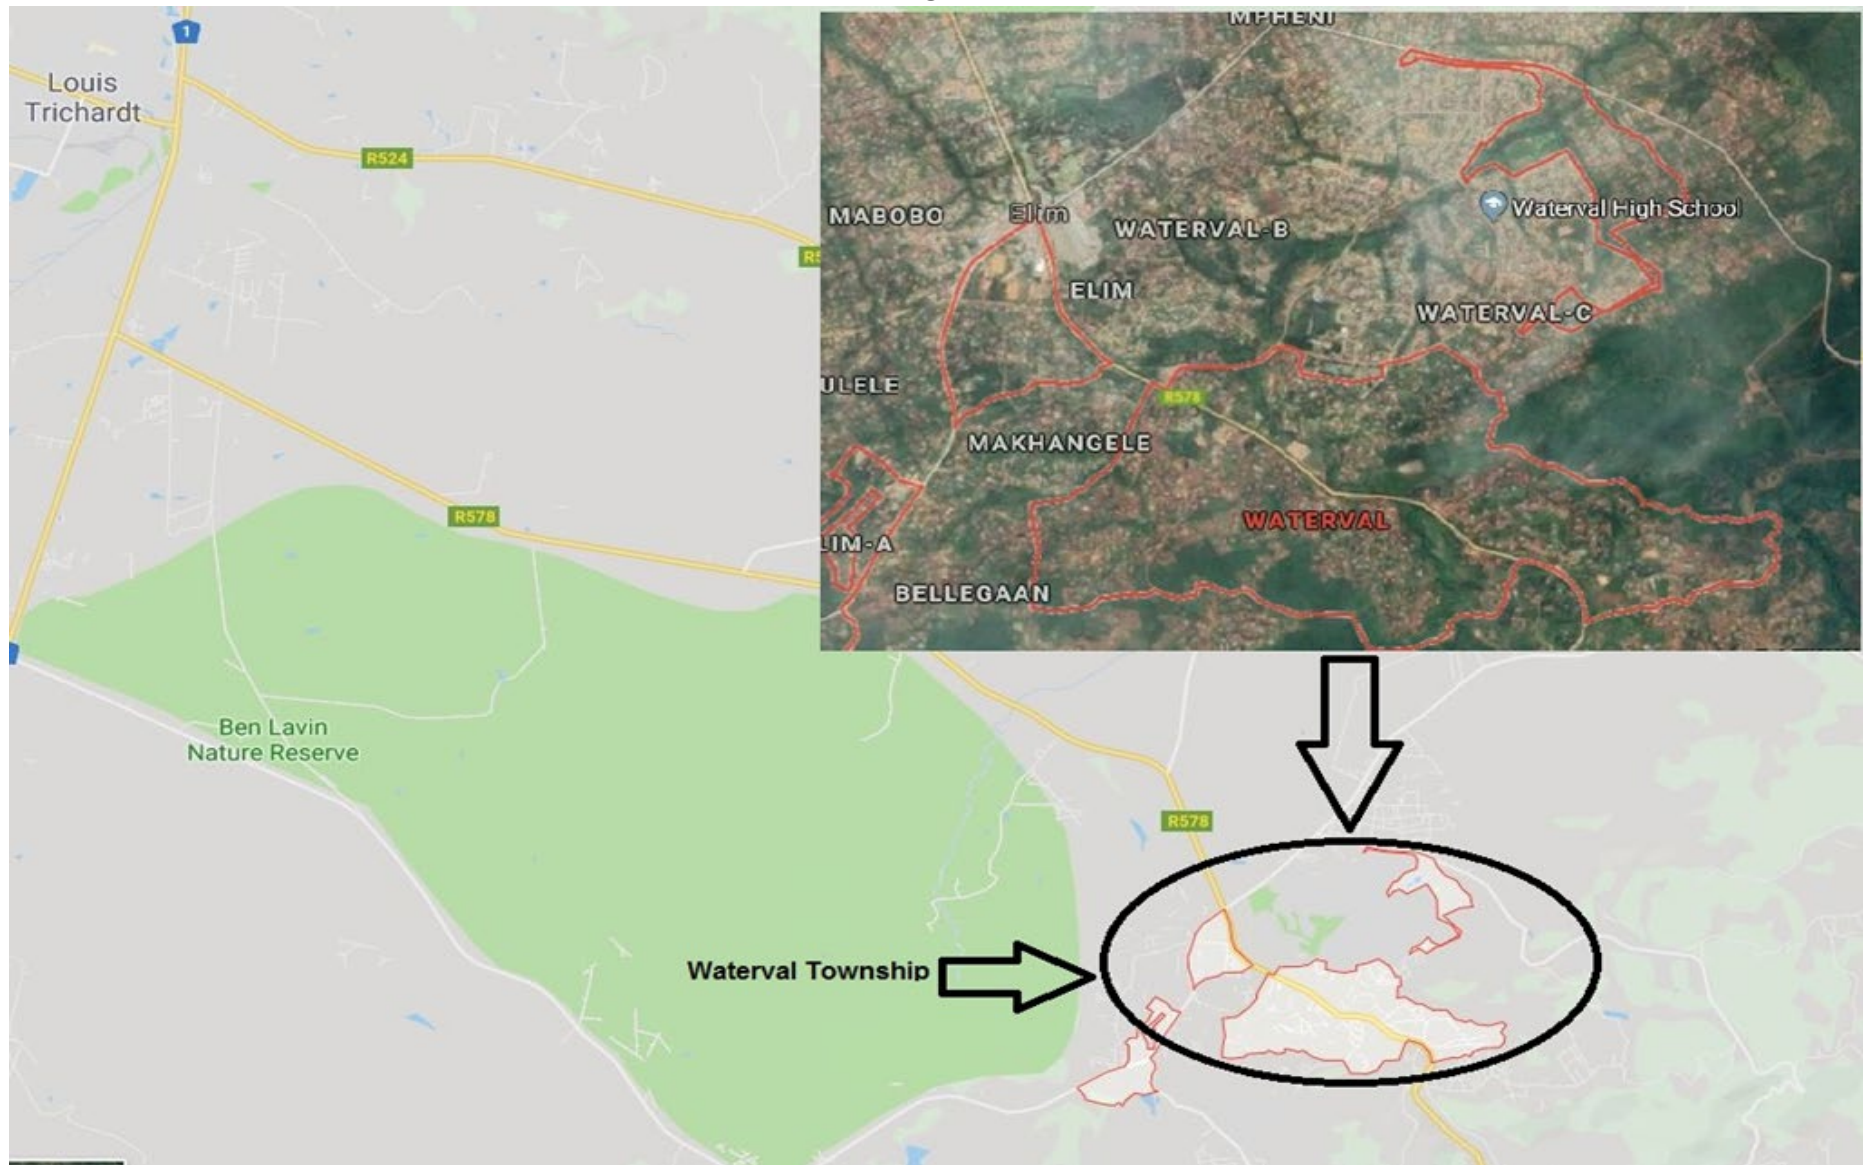 1
Louis
Trichardt
R524
R5
R578
Ben Lavin
Nature Reserve
MPHENI
Waterval High School
MABOBO
Elim
WATERVAL-B
ELIM
WATERVAL-C
ULELE
R578
MAKHANGELE
WATERVAL
LIM-A
BELLEGAAN
R578
Waterval Township